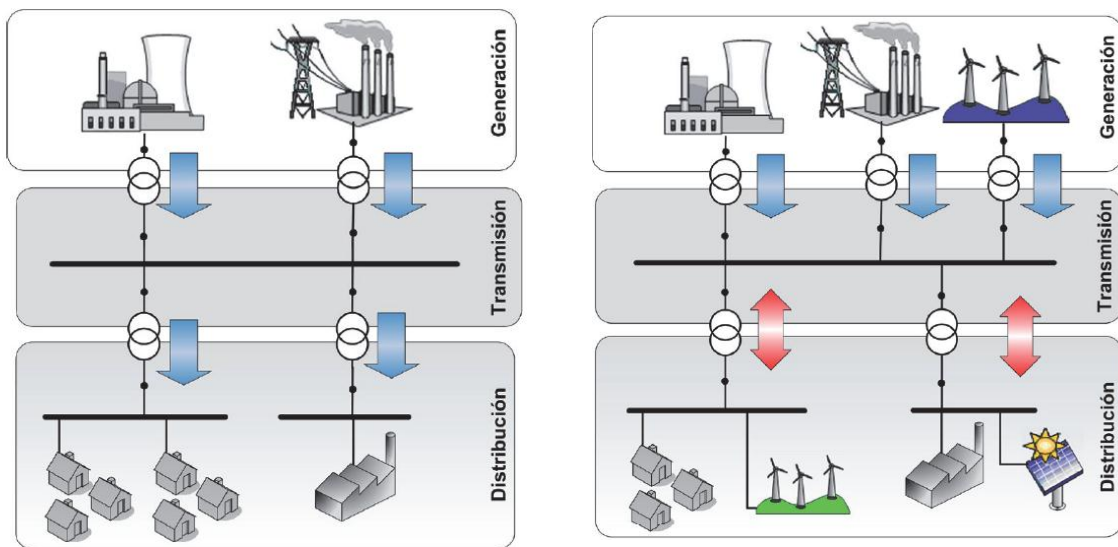 Generación
Transmisión
Distribución
Generación
Transmisión
Distribución